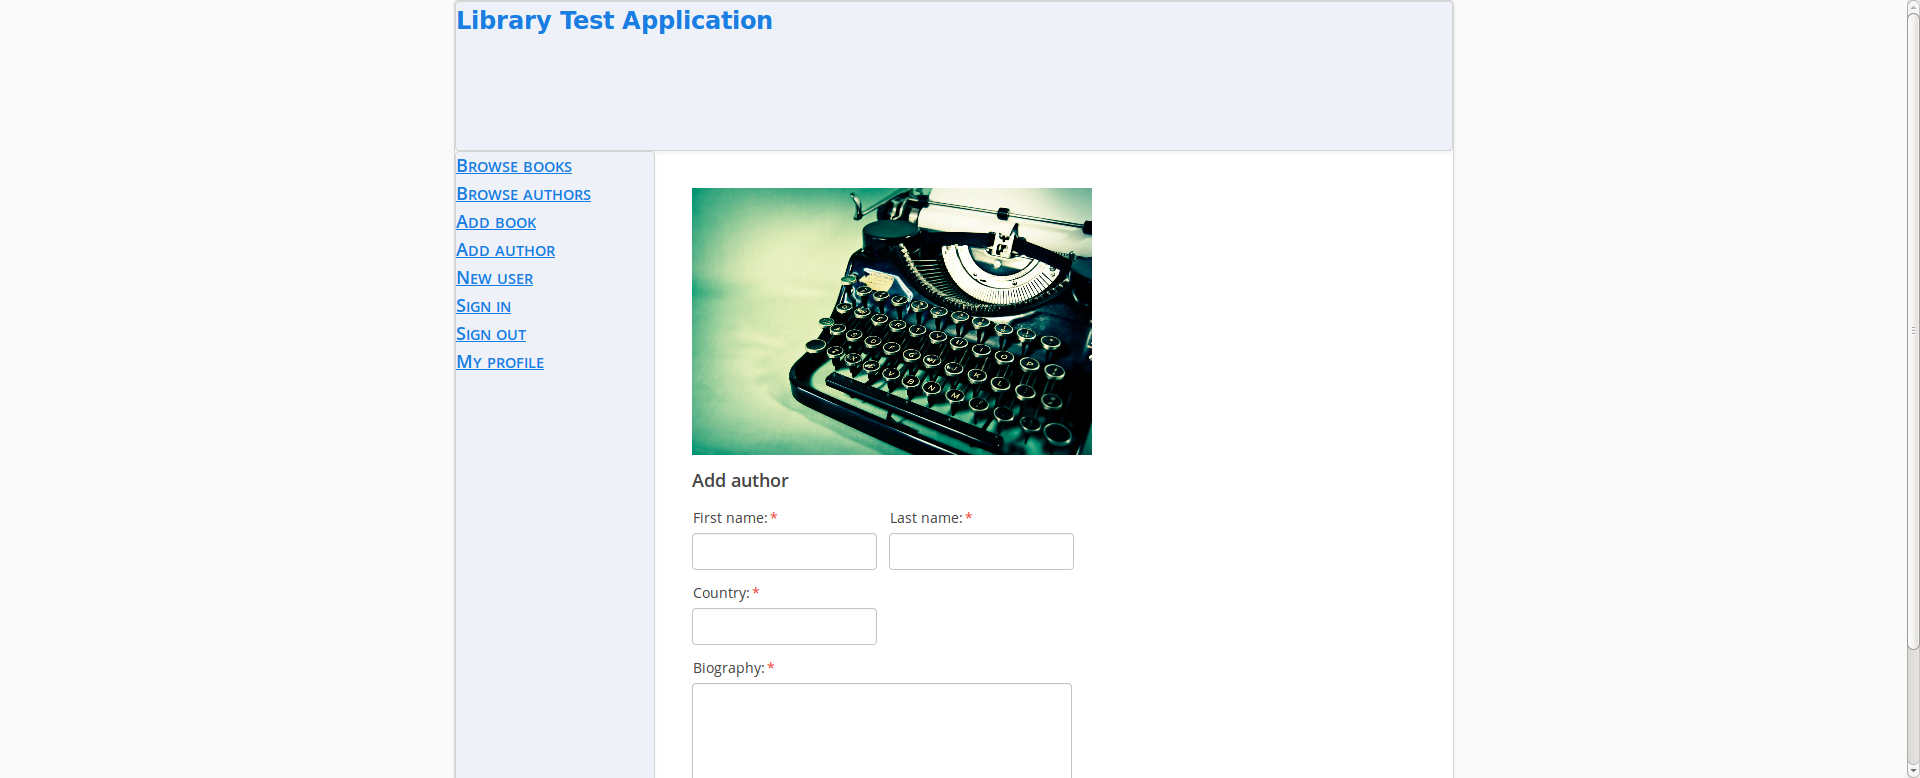 Library Test Application
Browse books
Browse authors
Add book
Add author
New user
Sign in
Sign out
My profile
Add author
First name:* Last name:*
Country:*
Biography:*